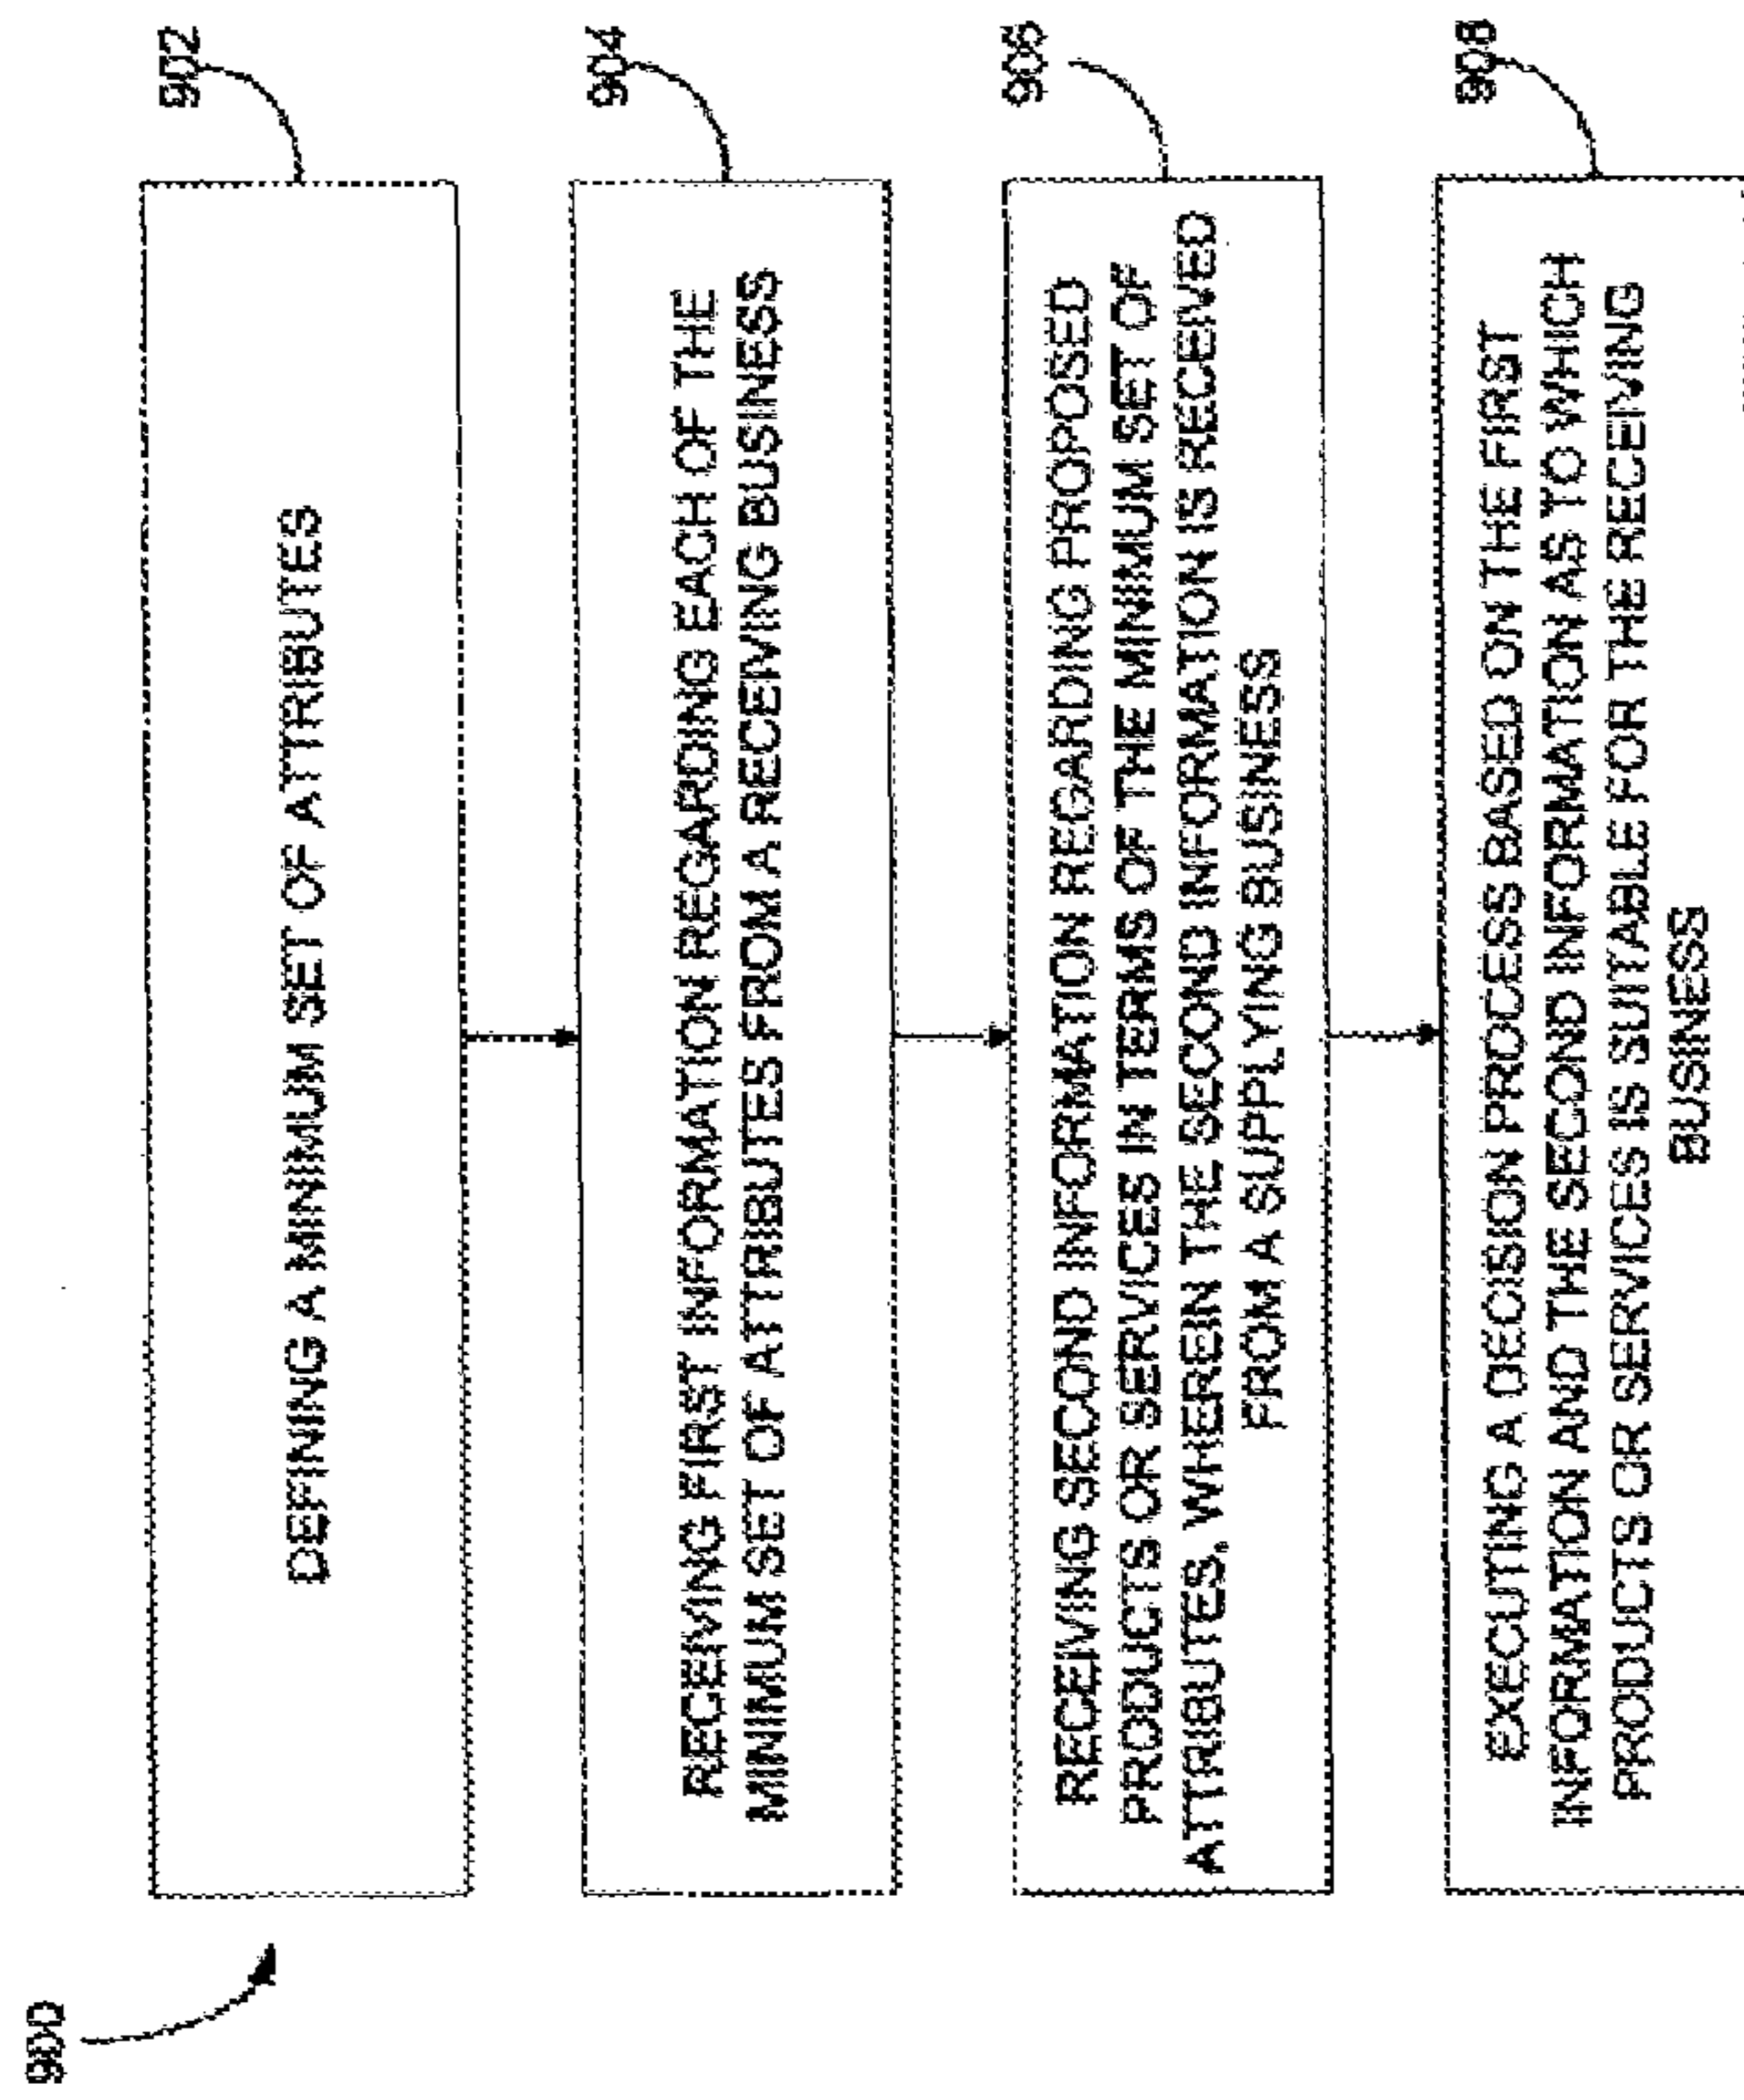 900
902
DEFINING A MINIMUM SET OF ATTRIBUTES
904
RECEIVING FIRST INFORMATION REGARDING EACH OF THE
MINIMUM SET OF ATTRIBUTES FROM A RECEIVING BUSINESS
906
RECEIVING SECOND INFORMATION REGARDING PROPOSED
PRODUCTS OR SERVICES IN TERMS OF THE MINIMUM SET OF
ATTRIBUTES, WHEREIN THE SECOND INFORMATION IS RECEIVED
FROM A SUPPLYING BUSINESS
908
EXECUTING A DECISION PROCESS BASED ON THE FIRST
INFORMATION AND THE SECOND INFORMATION AS TO WHICH
PRODUCTS OR SERVICES IS SUITABLE FOR THE RECEIVING
BUSINESS